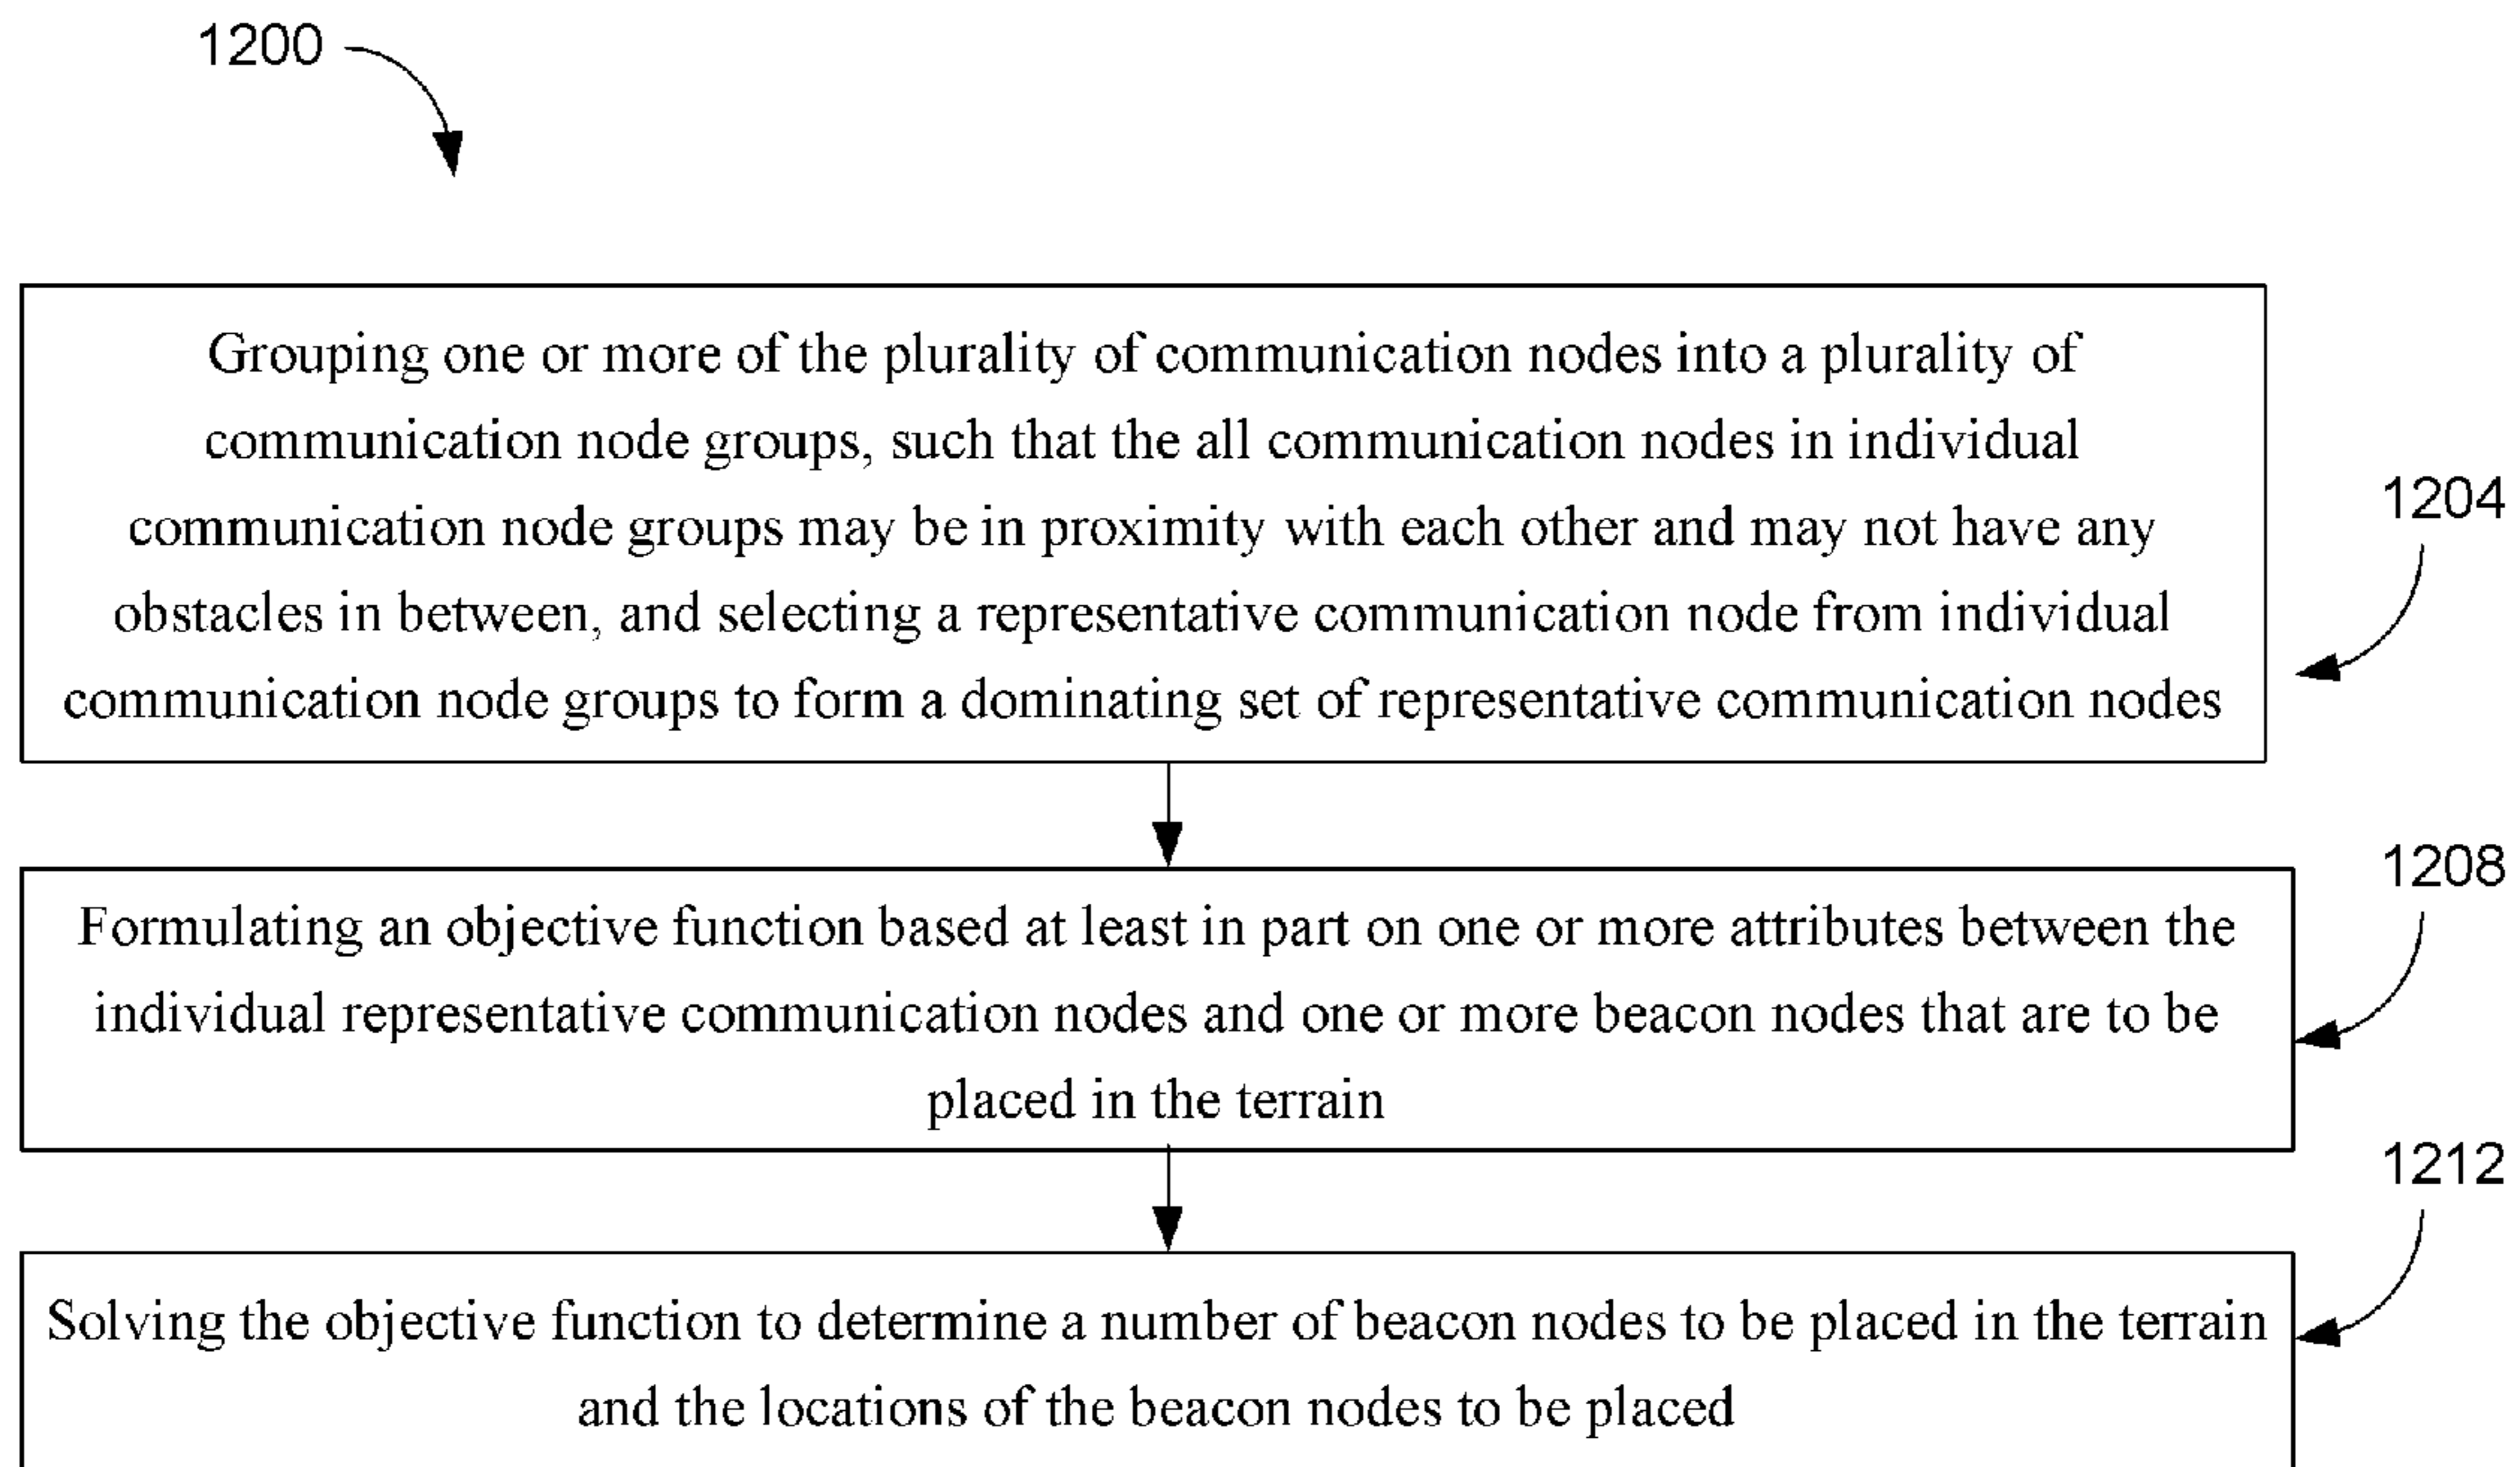 1200
Grouping one or more of the plurality of communication nodes into a plurality of
communication node groups, such that the all communication nodes in individual
communication node groups may be in proximity with each other and may not have any
obstacles in between, and selecting a representative communication node from individual
communication node groups to form a dominating set of representative communication nodes
1204
Formulating an objective function based at least in part on one or more attributes between the
individual representative communication nodes and one or more beacon nodes that are to be
placed in the terrain
1208
Solving the objective function to determine a number of beacon nodes to be placed in the terrain
and the locations of the beacon nodes to be placed
1212